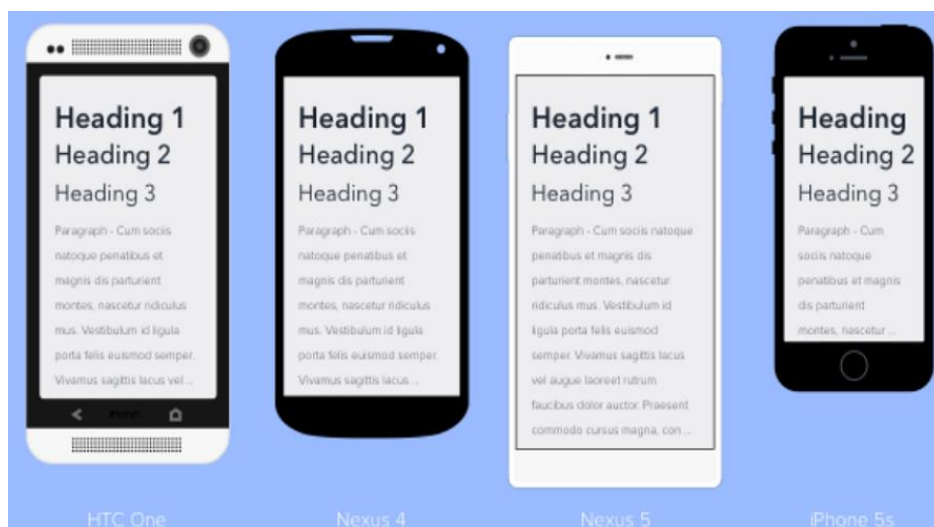 Heading 1
Heading 2
Heading 3
Paragraph - Cum sociis
natoque penatibus et
magnis dis parturient
montes, nascetur ridiculus
mus. Vestibulum id ligula
porta felis euismod semper.
Vivamus sagittis lacus vel ...
HTC One
Heading 1
Heading 2
Heading 3
Paragraph - Cum sociis
natoque penatibus et
magnis dis parturient
montes, nascetur ridiculus
mus. Vestibulum id ligula
porta felis euismod semper.
Vivamus sagittis lacus ...
Nexus 4
Heading 1
Heading 2
Heading 3
Paragraph - Cum sociis natoque
penatibus et magnis dis
parturient montes, nascetur
ridiculus mus. Vestibulum id
ligula porta felis euismod
semper. Vivamus sagittis lacus
vel augue laoreet rutrum
faucibus dolor auctor. Praesent
commodo cursus magna, con ...
Nexus 5
Heading
Heading 2
Heading 3
Paragraph - Cum
sociis natoque
penatibus et magnis
dis parturient
montes, nascetur ...
iPhone 5s